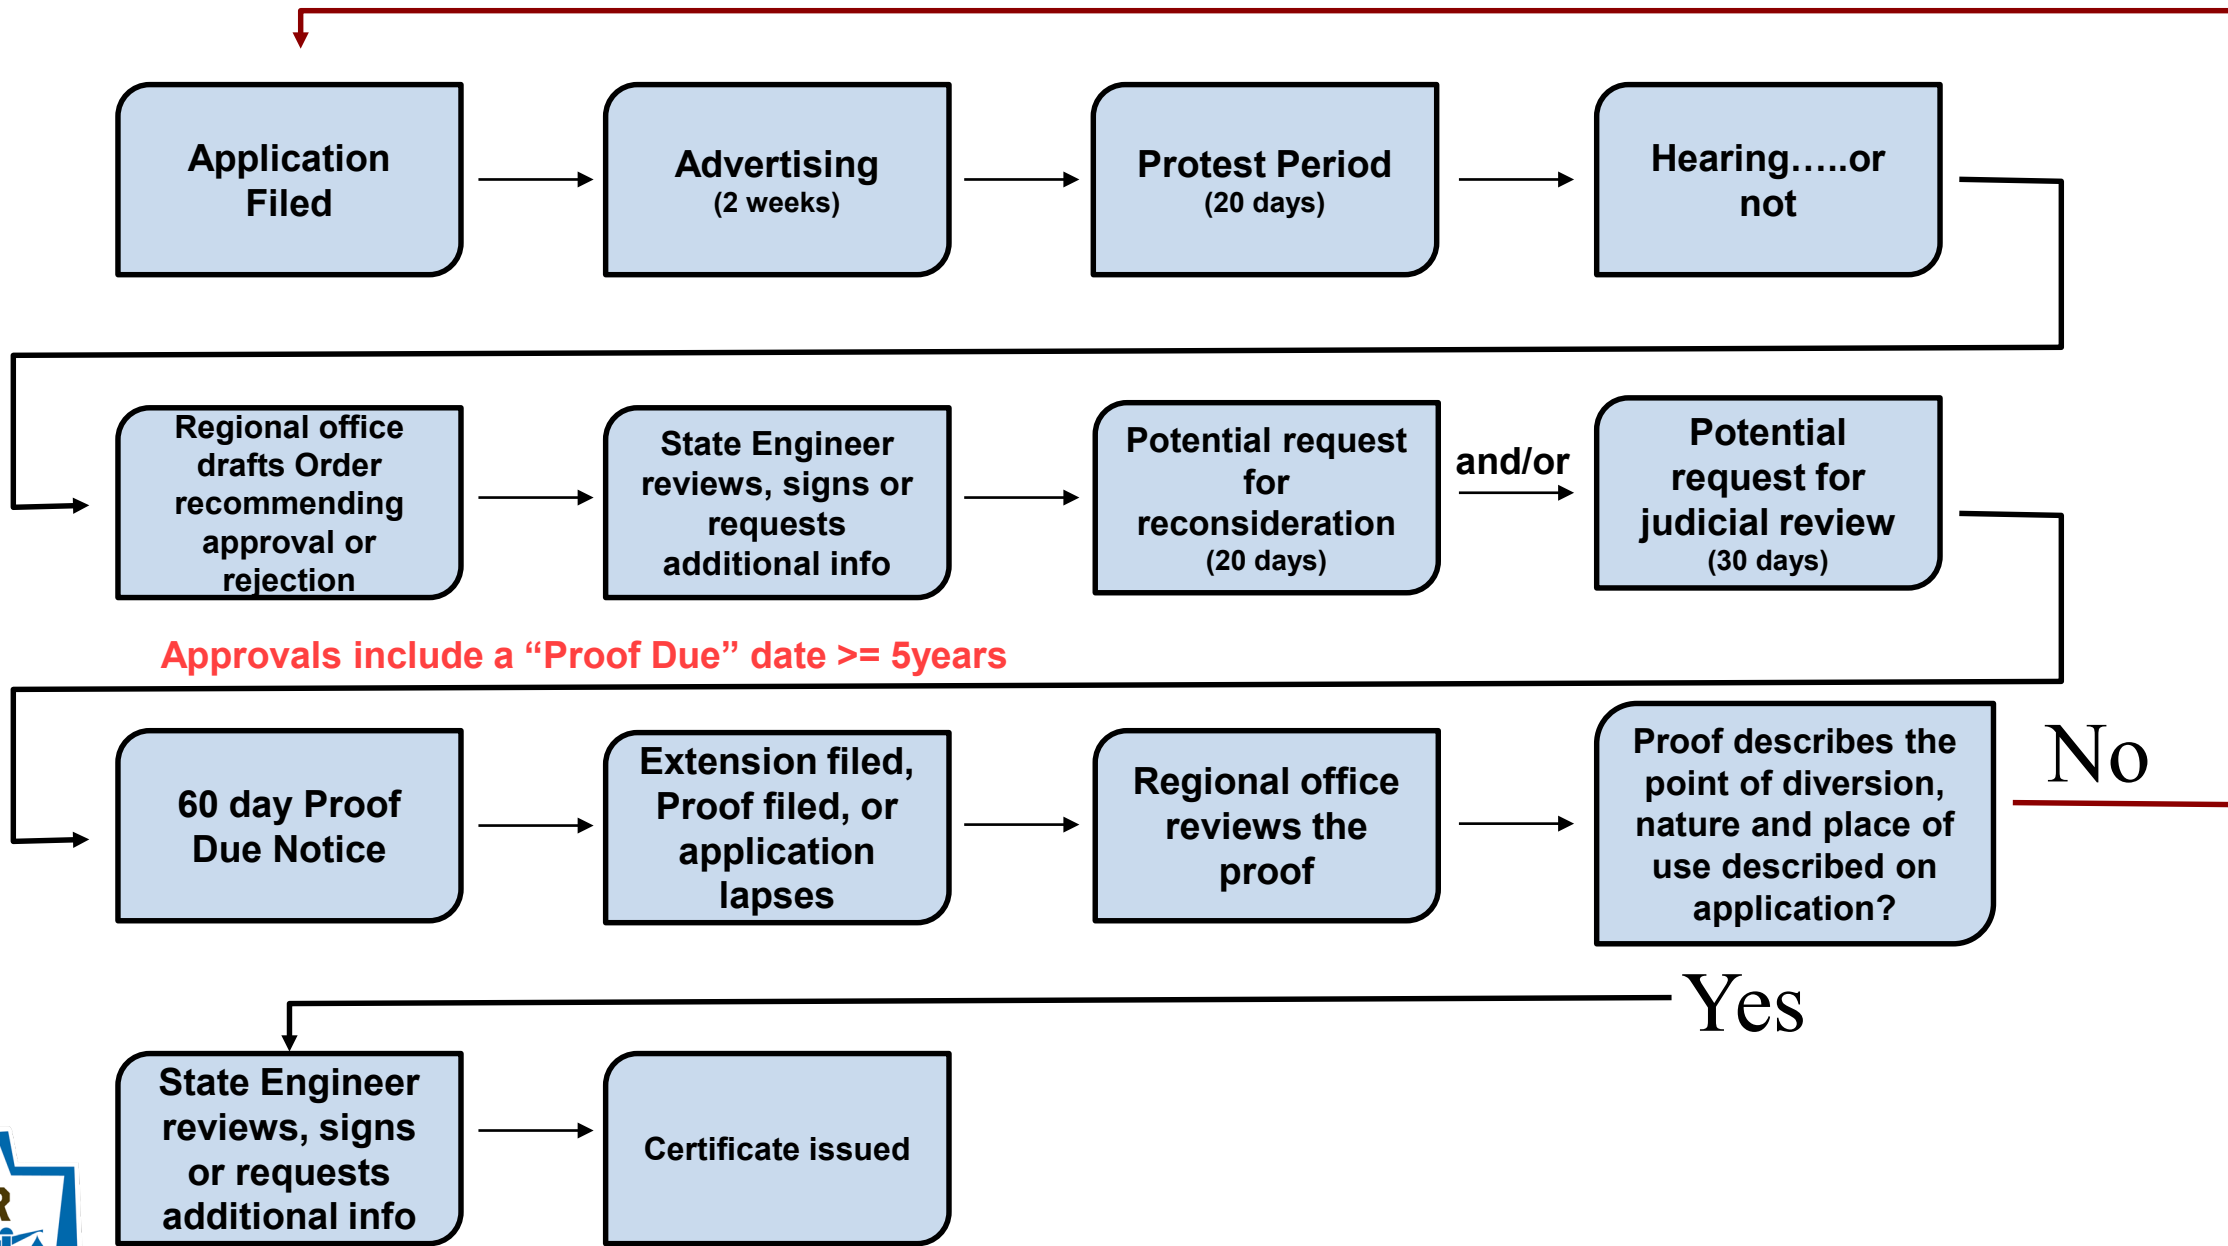 Application
Filed
Advertising
(2 weeks)
Protest Period
(20 days)
Hearing…..or
not
Regional office
drafts Order
recommending
approval or
rejection
State Engineer
reviews, signs or
requests
additional info
Potential request
for
reconsideration
(20 days)
and/or
Potential
request for
judicial review
(30 days)
Approvals include a “Proof Due” date >= 5years
60 day Proof
Due Notice
Extension filed,
Proof filed, or
application
lapses
Regional office
reviews the
proof
Proof describes the
point of diversion,
nature and place of
use described on
application?
No
Yes
State Engineer
reviews, signs
or requests
additional info
Certificate issued